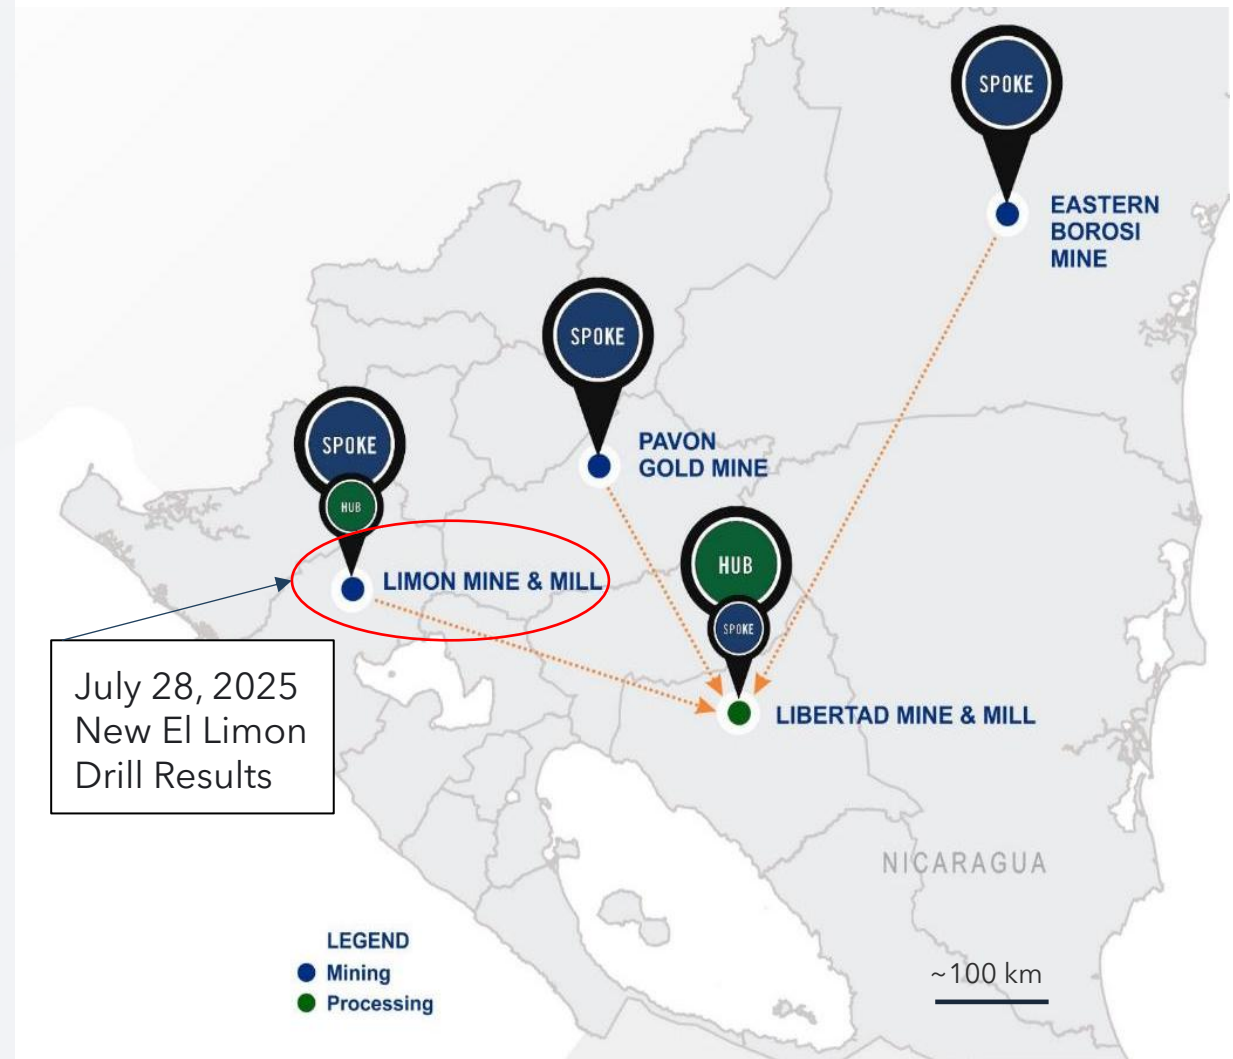 SPOKE
EASTERN
BOROSI
MINE
SPOKE
PAVON
GOLD MINE
SPOKE
HUB
LIMON MINE & MILL
HUB
SPOKE
LIBERTAD MINE & MILL
July 28, 2025
New El Limon
Drill Results
NICARAGUA
LEGEND
Mining
Processing
~100 km